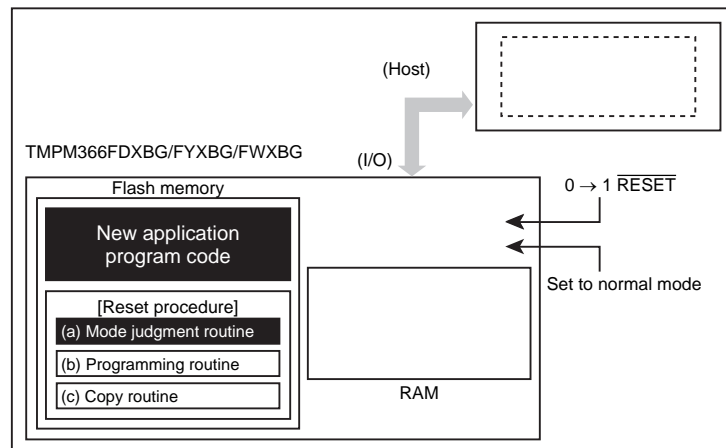 (Host)
TMPM366FDXBG/FYXBG/FWXBG
(I/O)
Flash memory
0 → 1 RESET
New application
program code
Set to normal mode
[Reset procedure]
(a) Mode judgment routine
(b) Programming routine
(c) Copy routine
RAM